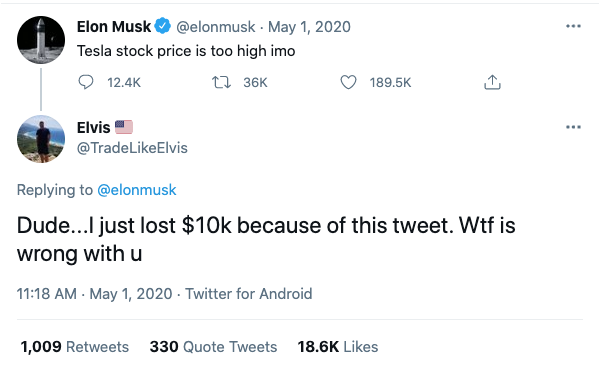 Elon Musk @elonmusk · May 1, 2020
Tesla stock price is too high imo
12.4K 36K 189.5K
Elvis 🇺🇸
@TradeLikeElvis
Replying to @elonmusk
Dude...I just lost $10k because of this tweet. Wtf is
wrong with u
11:18 AM · May 1, 2020 · Twitter for Android
1,009 Retweets 330 Quote Tweets 18.6K Likes